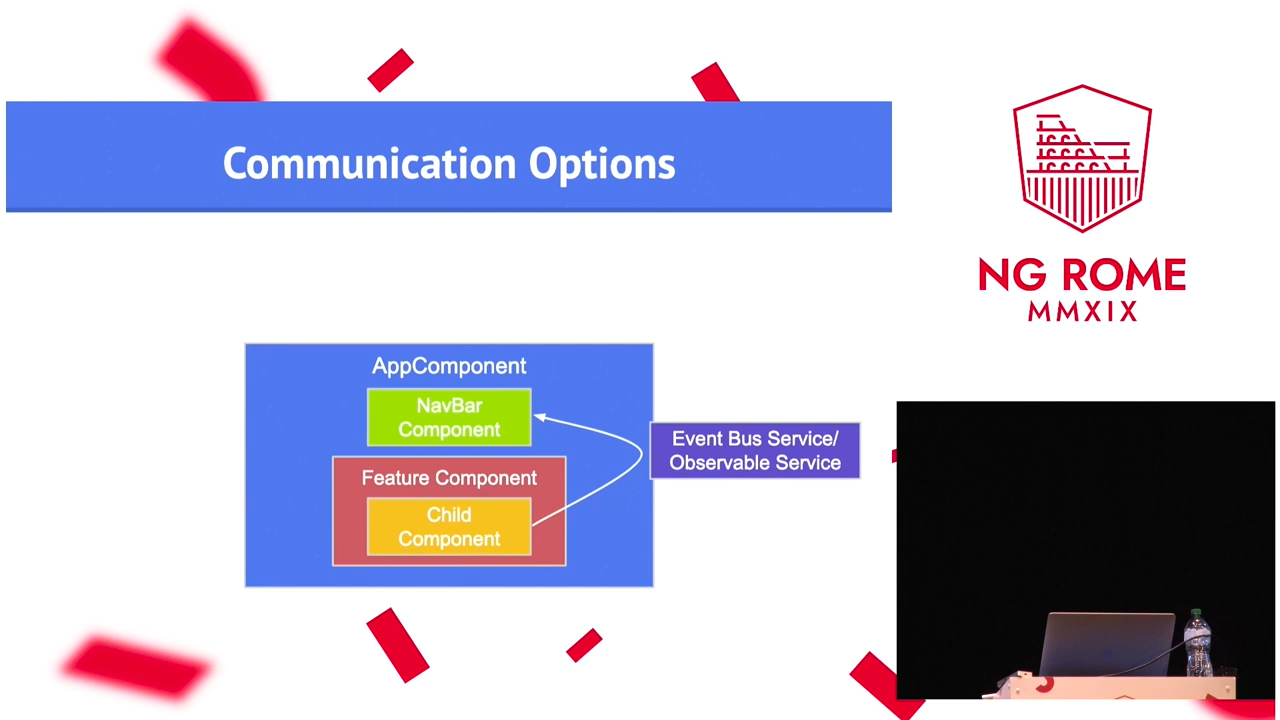 Communication Options
NG ROME
MMXIX
AppComponent
NavBar
Component
Feature Component
Child
Component
Event Bus Service/
Observable Service